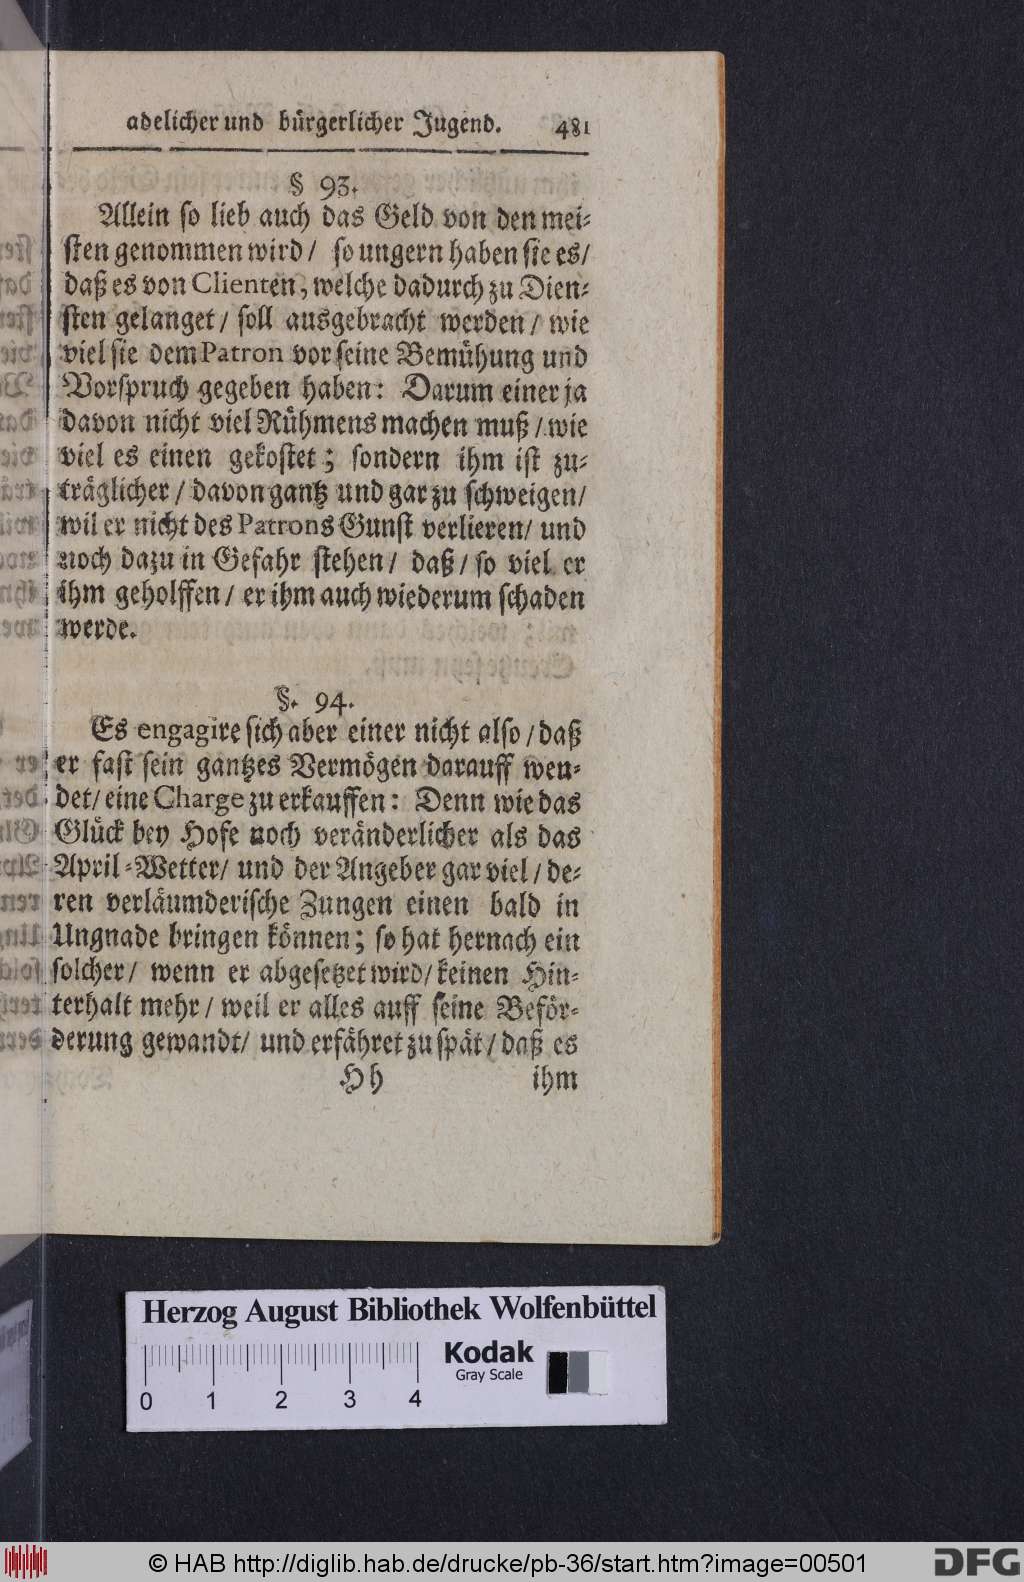 adelicher und bürgerlicher Jugend. 481
§ 93.
Allein so lieb auch das Geld von den mei-
sten genommen wird / so ungern haben sie es /
daß es von Clienten, welche dadurch zu Dien-
sten gelanget / soll ausgebracht werden / wie
viel sie dem Patron vor seine Bemühung und
Vorspruch gegeben haben: Darum einer ja
davon nicht viel Rühmens machen muß / wie
viel es einen gekostet; sondern ihm ist zu-
träglicher / davon gantz und gar zu schweigen /
wil er nicht des Patrons Gunst verlieren / und
noch dazu in Gefahr stehen / daß / so viel er
ihm geholffen / er ihm auch wiederum schaden
werde.
§. 94.
Es engagire sich aber einer nicht also / daß
er fast sein gantzes Vermögen darauff wen-
det / eine Charge zu erkauffen: Denn wie das
Glück bey Hofe noch veränderlicher als das
April-Wetter / und der Angeber gar viel / de-
ren verläumderische Zungen einen bald in
Ungnade bringen können; so hat hernach ein
solcher / wenn er abgesetzet wird / keinen Hin-
terhalt mehr / weil er alles auff seine Beför-
derung gewandt / und erfähret zu spät / daß es
Hh ihm
Herzog August Bibliothek Wolfenbüttel
Kodak
Gray Scale
0 1 2 3 4
© HAB http://diglib.hab.de/drucke/pb-36/start.htm?image=00501
DFG